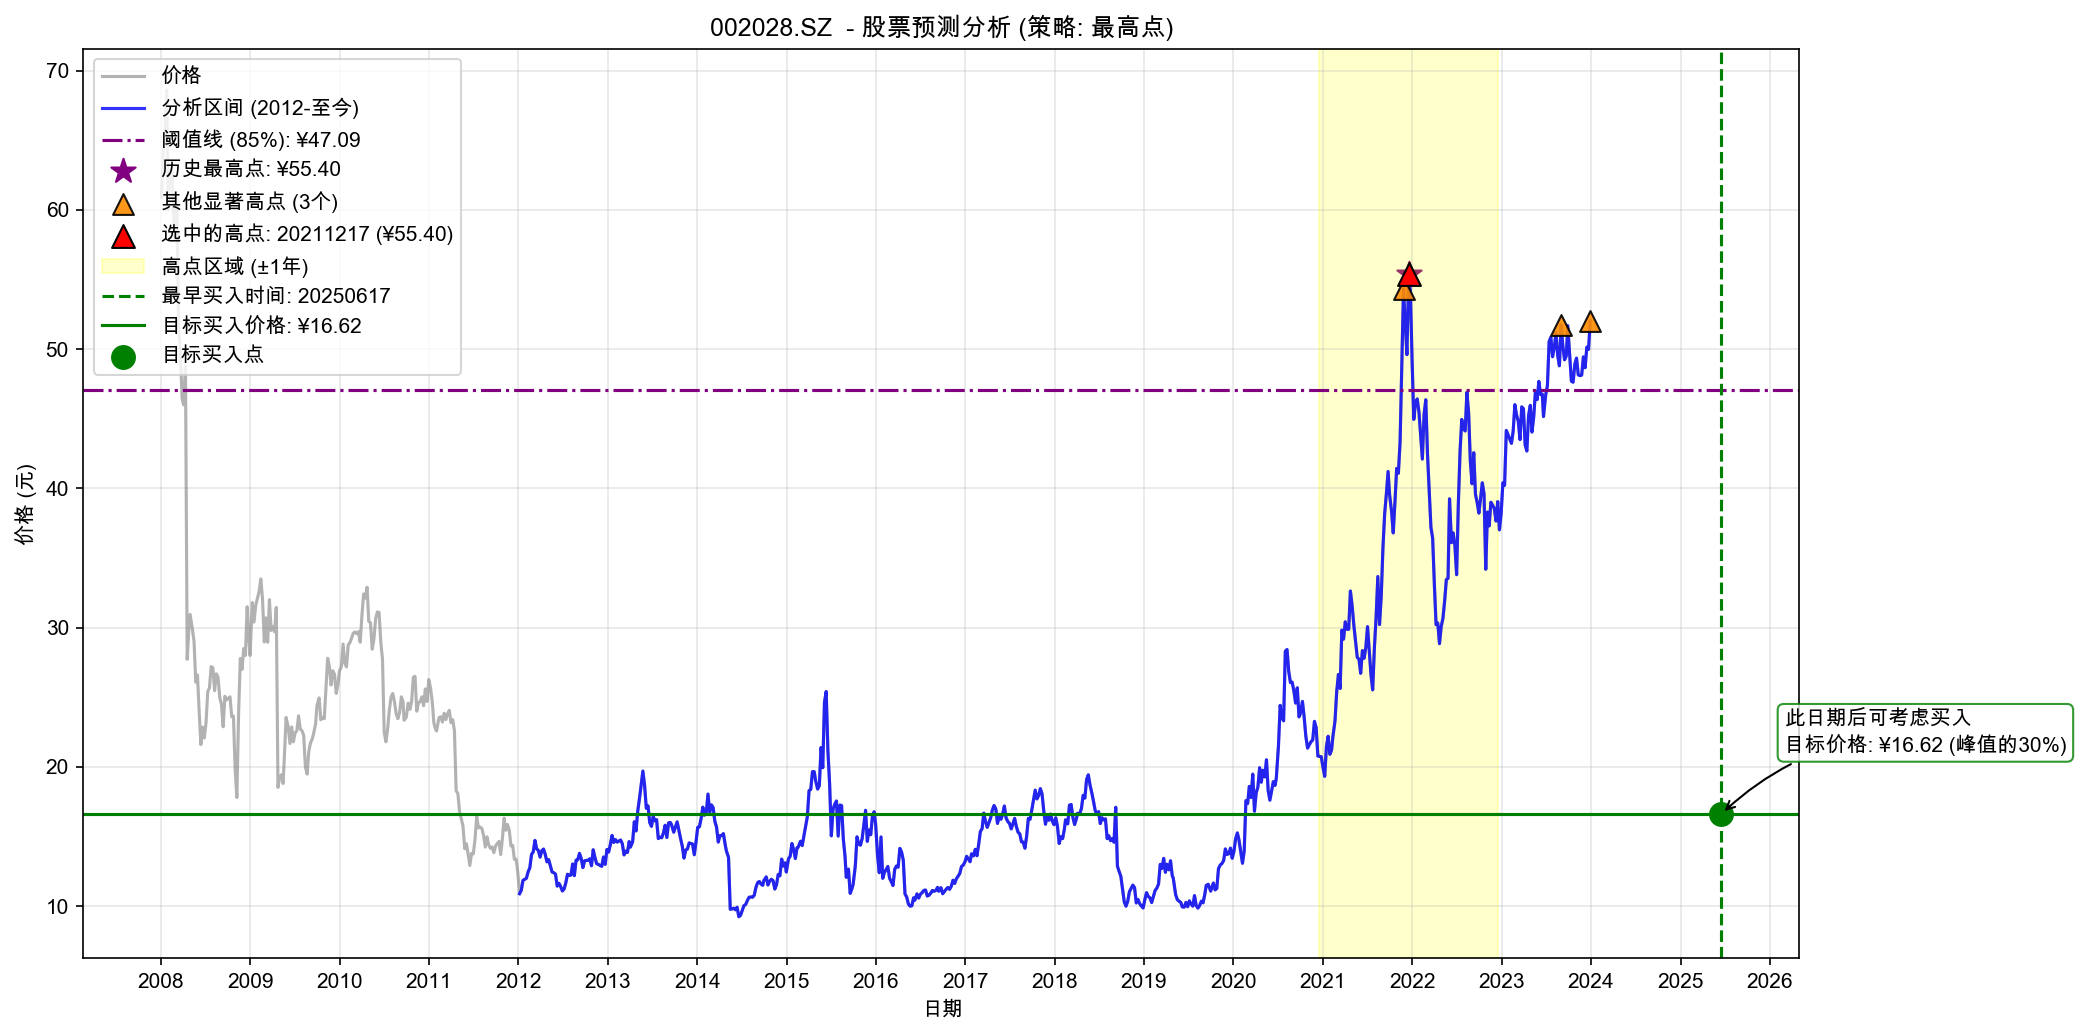 002028.SZ - 股票预测分析 (策略: 最高点)
价格
分析区间 (2012-至今)
阈值线 (85%): ¥47.09
历史最高点: ¥55.40
其他显著高点 (3个)
选中的高点: 20211217 (¥55.40)
高点区域 (±1年)
最早买入时间: 20250617
目标买入价格: ¥16.62
目标买入点
价格 (元)
70
60
50
40
30
20
10
此日期后可考虑买入
目标价格: ¥16.62 (峰值的30%)
2008
2009
2010
2011
2012
2013
2014
2015
2016
2017
2018
2019
2020
2021
2022
2023
2024
2025
2026
日期